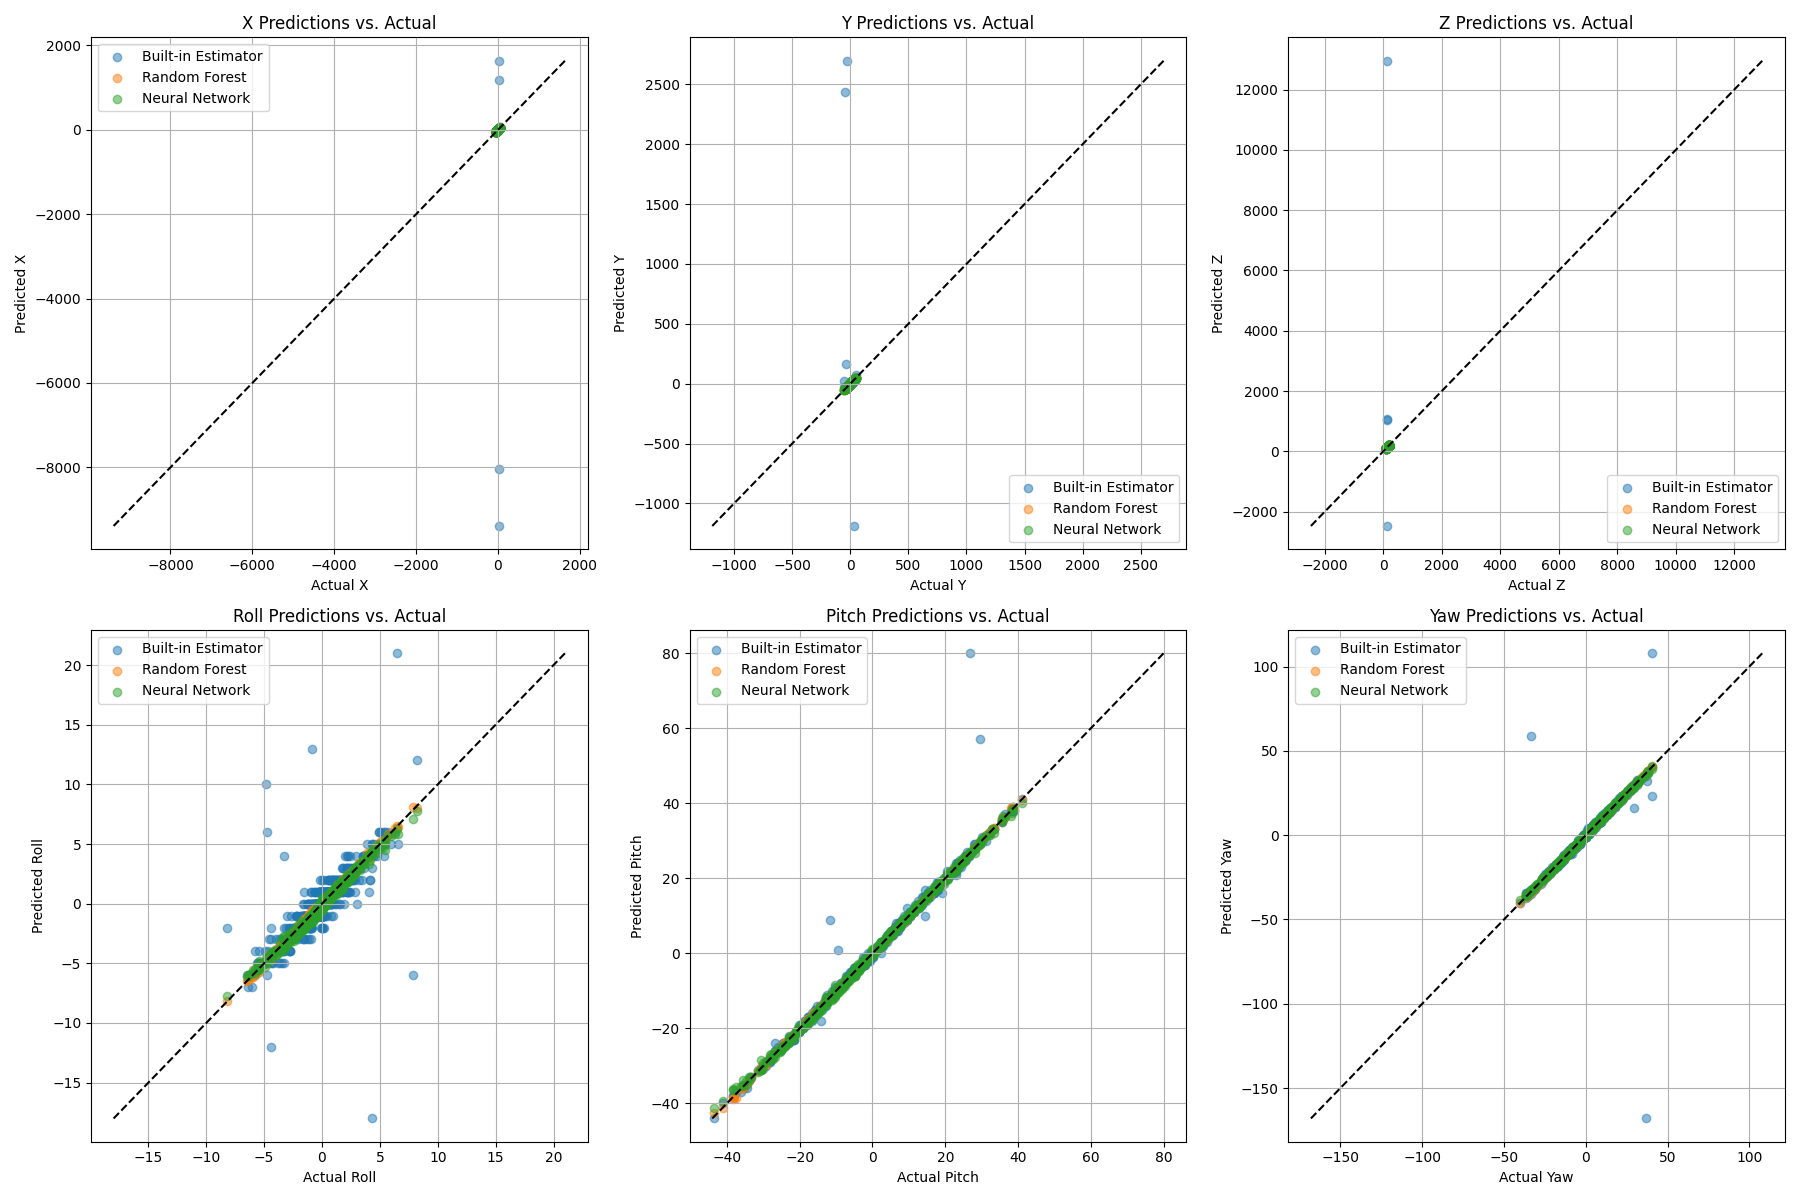 X Predictions vs. Actual
Predicted X
2000
0
−2000
−4000
−6000
−8000
Built-in Estimator
Random Forest
Neural Network
−8000 −6000 −4000 −2000 0 2000
Actual X
Y Predictions vs. Actual
Predicted Y
2500
2000
1500
1000
500
0
−500
−1000
Built-in Estimator
Random Forest
Neural Network
−1000 −500 0 500 1000 1500 2000 2500
Actual Y
Z Predictions vs. Actual
Predicted Z
12000
10000
8000
6000
4000
2000
0
−2000
Built-in Estimator
Random Forest
Neural Network
−2000 0 2000 4000 6000 8000 10000 12000
Actual Z
Roll Predictions vs. Actual
Predicted Roll
20
15
10
5
0
−5
−10
−15
Built-in Estimator
Random Forest
Neural Network
−15 −10 −5 0 5 10 15 20
Actual Roll
Pitch Predictions vs. Actual
Predicted Pitch
80
60
40
20
0
−20
−40
Built-in Estimator
Random Forest
Neural Network
−40 −20 0 20 40 60 80
Actual Pitch
Yaw Predictions vs. Actual
Predicted Yaw
100
50
0
−50
−100
−150
Built-in Estimator
Random Forest
Neural Network
−150 −100 −50 0 50 100
Actual Yaw